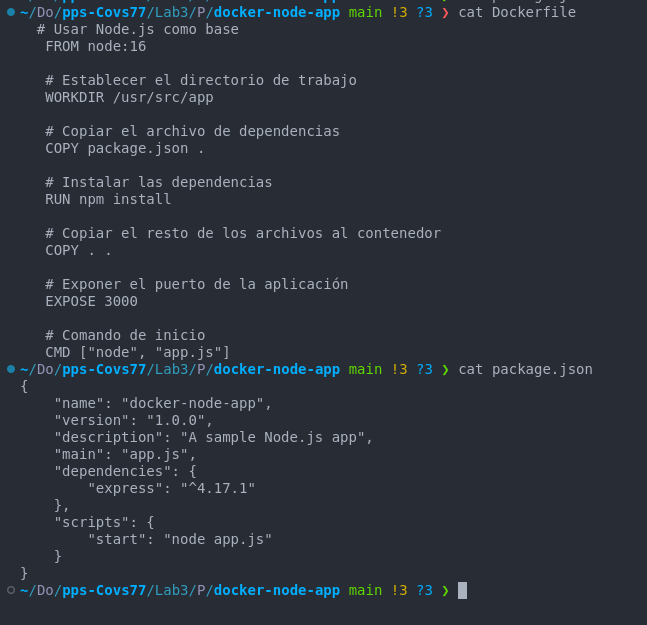 ~/Do/pps-Covs77/Lab3/P/docker-node-app main !3 ?3 ❯ cat Dockerfile
# Usar Node.js como base
FROM node:16
# Establecer el directorio de trabajo
WORKDIR /usr/src/app
# Copiar el archivo de dependencias
COPY package.json .
# Instalar las dependencias
RUN npm install
# Copiar el resto de los archivos al contenedor
COPY . .
# Exponer el puerto de la aplicación
EXPOSE 3000
# Comando de inicio
CMD ["node", "app.js"]
~/Do/pps-Covs77/Lab3/P/docker-node-app main !3 ?3 ❯ cat package.json
{
"name": "docker-node-app",
"version": "1.0.0",
"description": "A sample Node.js app",
"main": "app.js",
"dependencies": {
"express": "^4.17.1"
},
"scripts": {
"start": "node app.js"
}
}
~/Do/pps-Covs77/Lab3/P/docker-node-app main !3 ?3 ❯